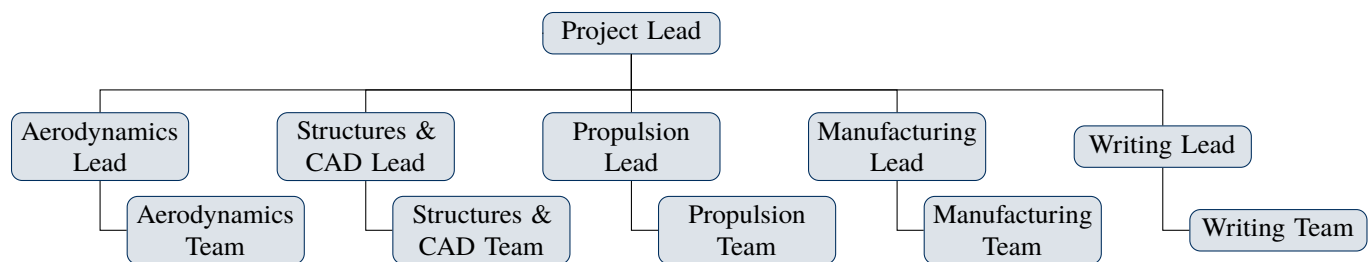 Project Lead
Aerodynamics
Lead
Structures &
CAD Lead
Propulsion
Lead
Manufacturing
Lead
Writing Lead
Aerodynamics
Team
Structures &
CAD Team
Propulsion
Team
Manufacturing
Team
Writing Team